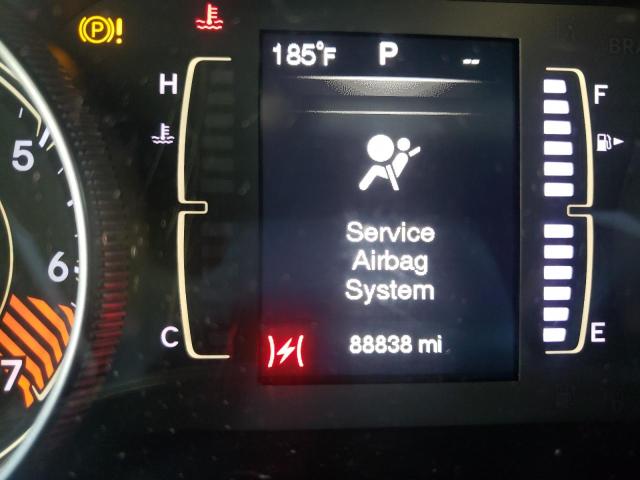 (P)!
185°F P --
H
F
5
Service
Airbag
System
6
C
E
88838 mi
7